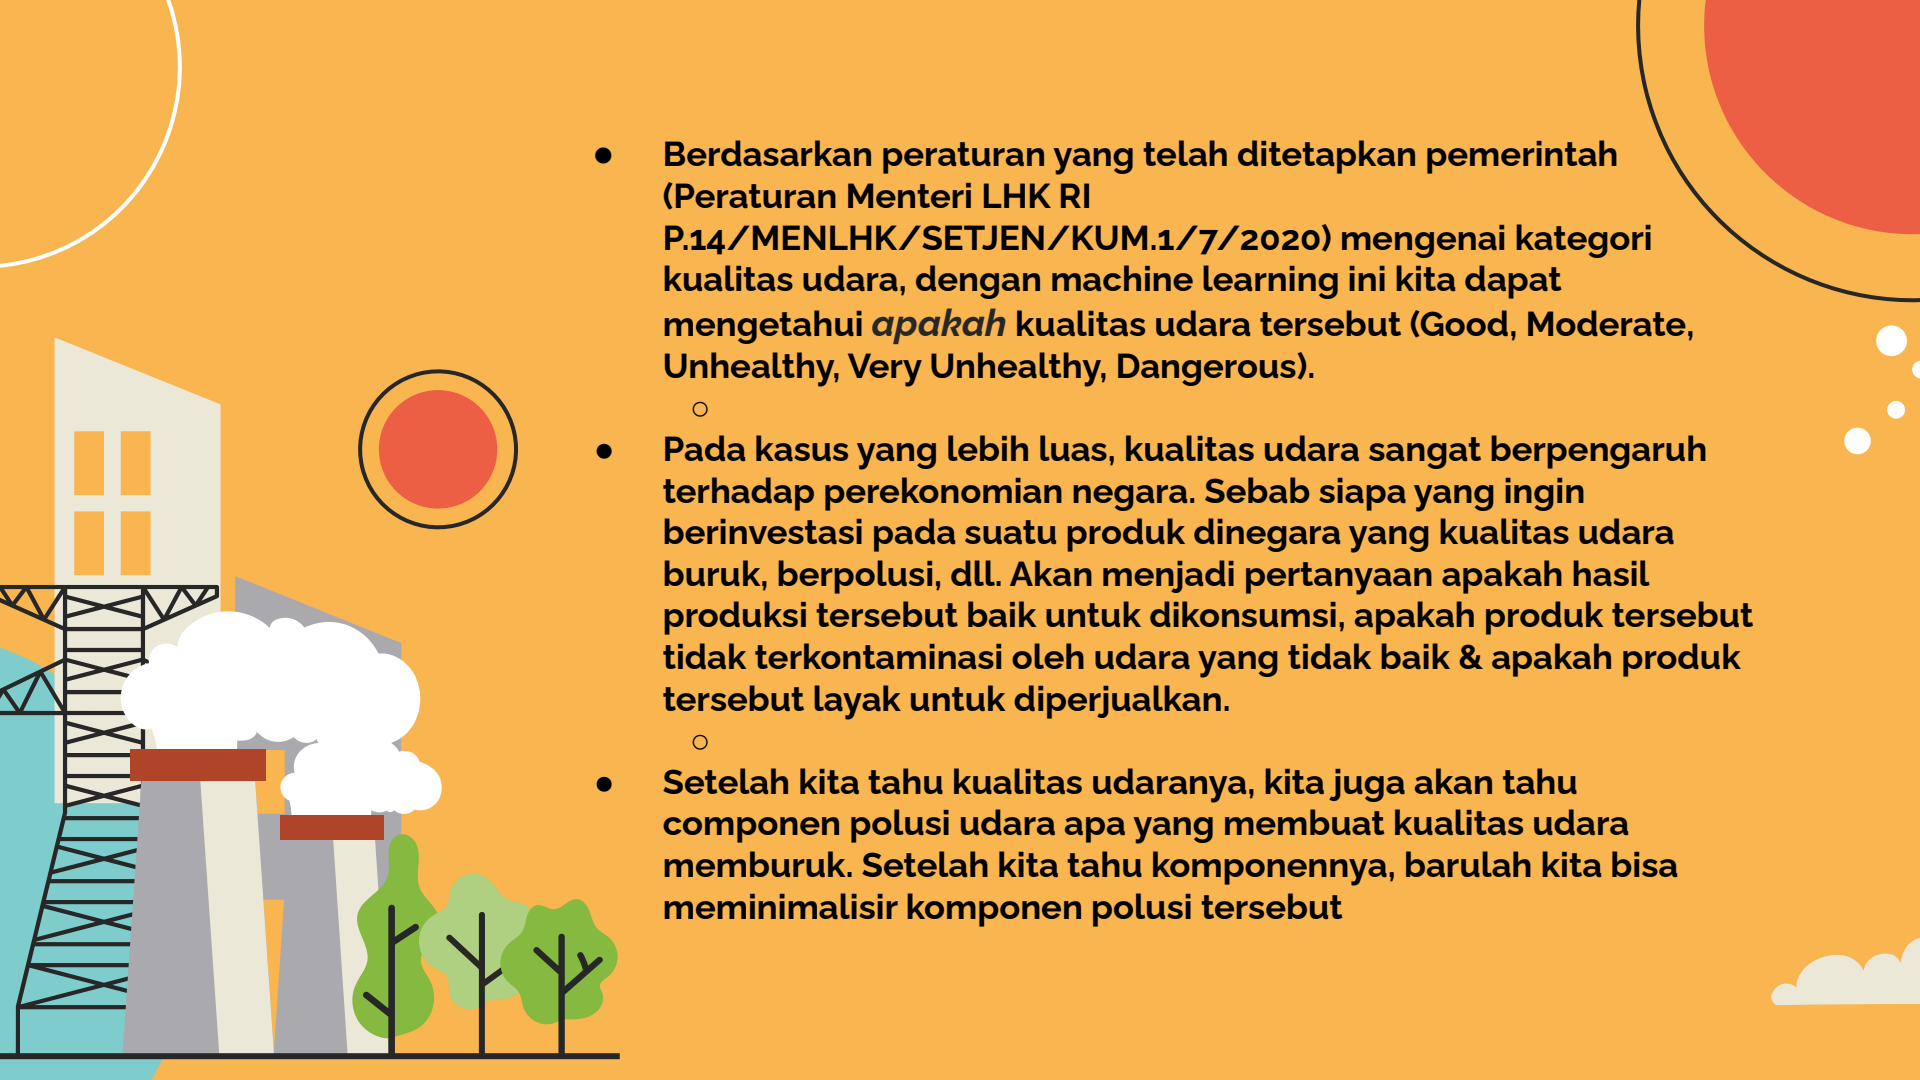 ● Berdasarkan peraturan yang telah ditetapkan pemerintah
(Peraturan Menteri LHK RI
P.14/MENLHK/SETJEN/KUM.1/7/2020) mengenai kategori
kualitas udara, dengan machine learning ini kita dapat
mengetahui apakah kualitas udara tersebut (Good, Moderate,
Unhealthy, Very Unhealthy, Dangerous).
○
● Pada kasus yang lebih luas, kualitas udara sangat berpengaruh
terhadap perekonomian negara. Sebab siapa yang ingin
berinvestasi pada suatu produk dinegara yang kualitas udara
buruk, berpolusi, dll. Akan menjadi pertanyaan apakah hasil
produksi tersebut baik untuk dikonsumsi, apakah produk tersebut
tidak terkontaminasi oleh udara yang tidak baik & apakah produk
tersebut layak untuk diperjualkan.
○
● Setelah kita tahu kualitas udaranya, kita juga akan tahu
componen polusi udara apa yang membuat kualitas udara
memburuk. Setelah kita tahu komponennya, barulah kita bisa
meminimalisir komponen polusi tersebut